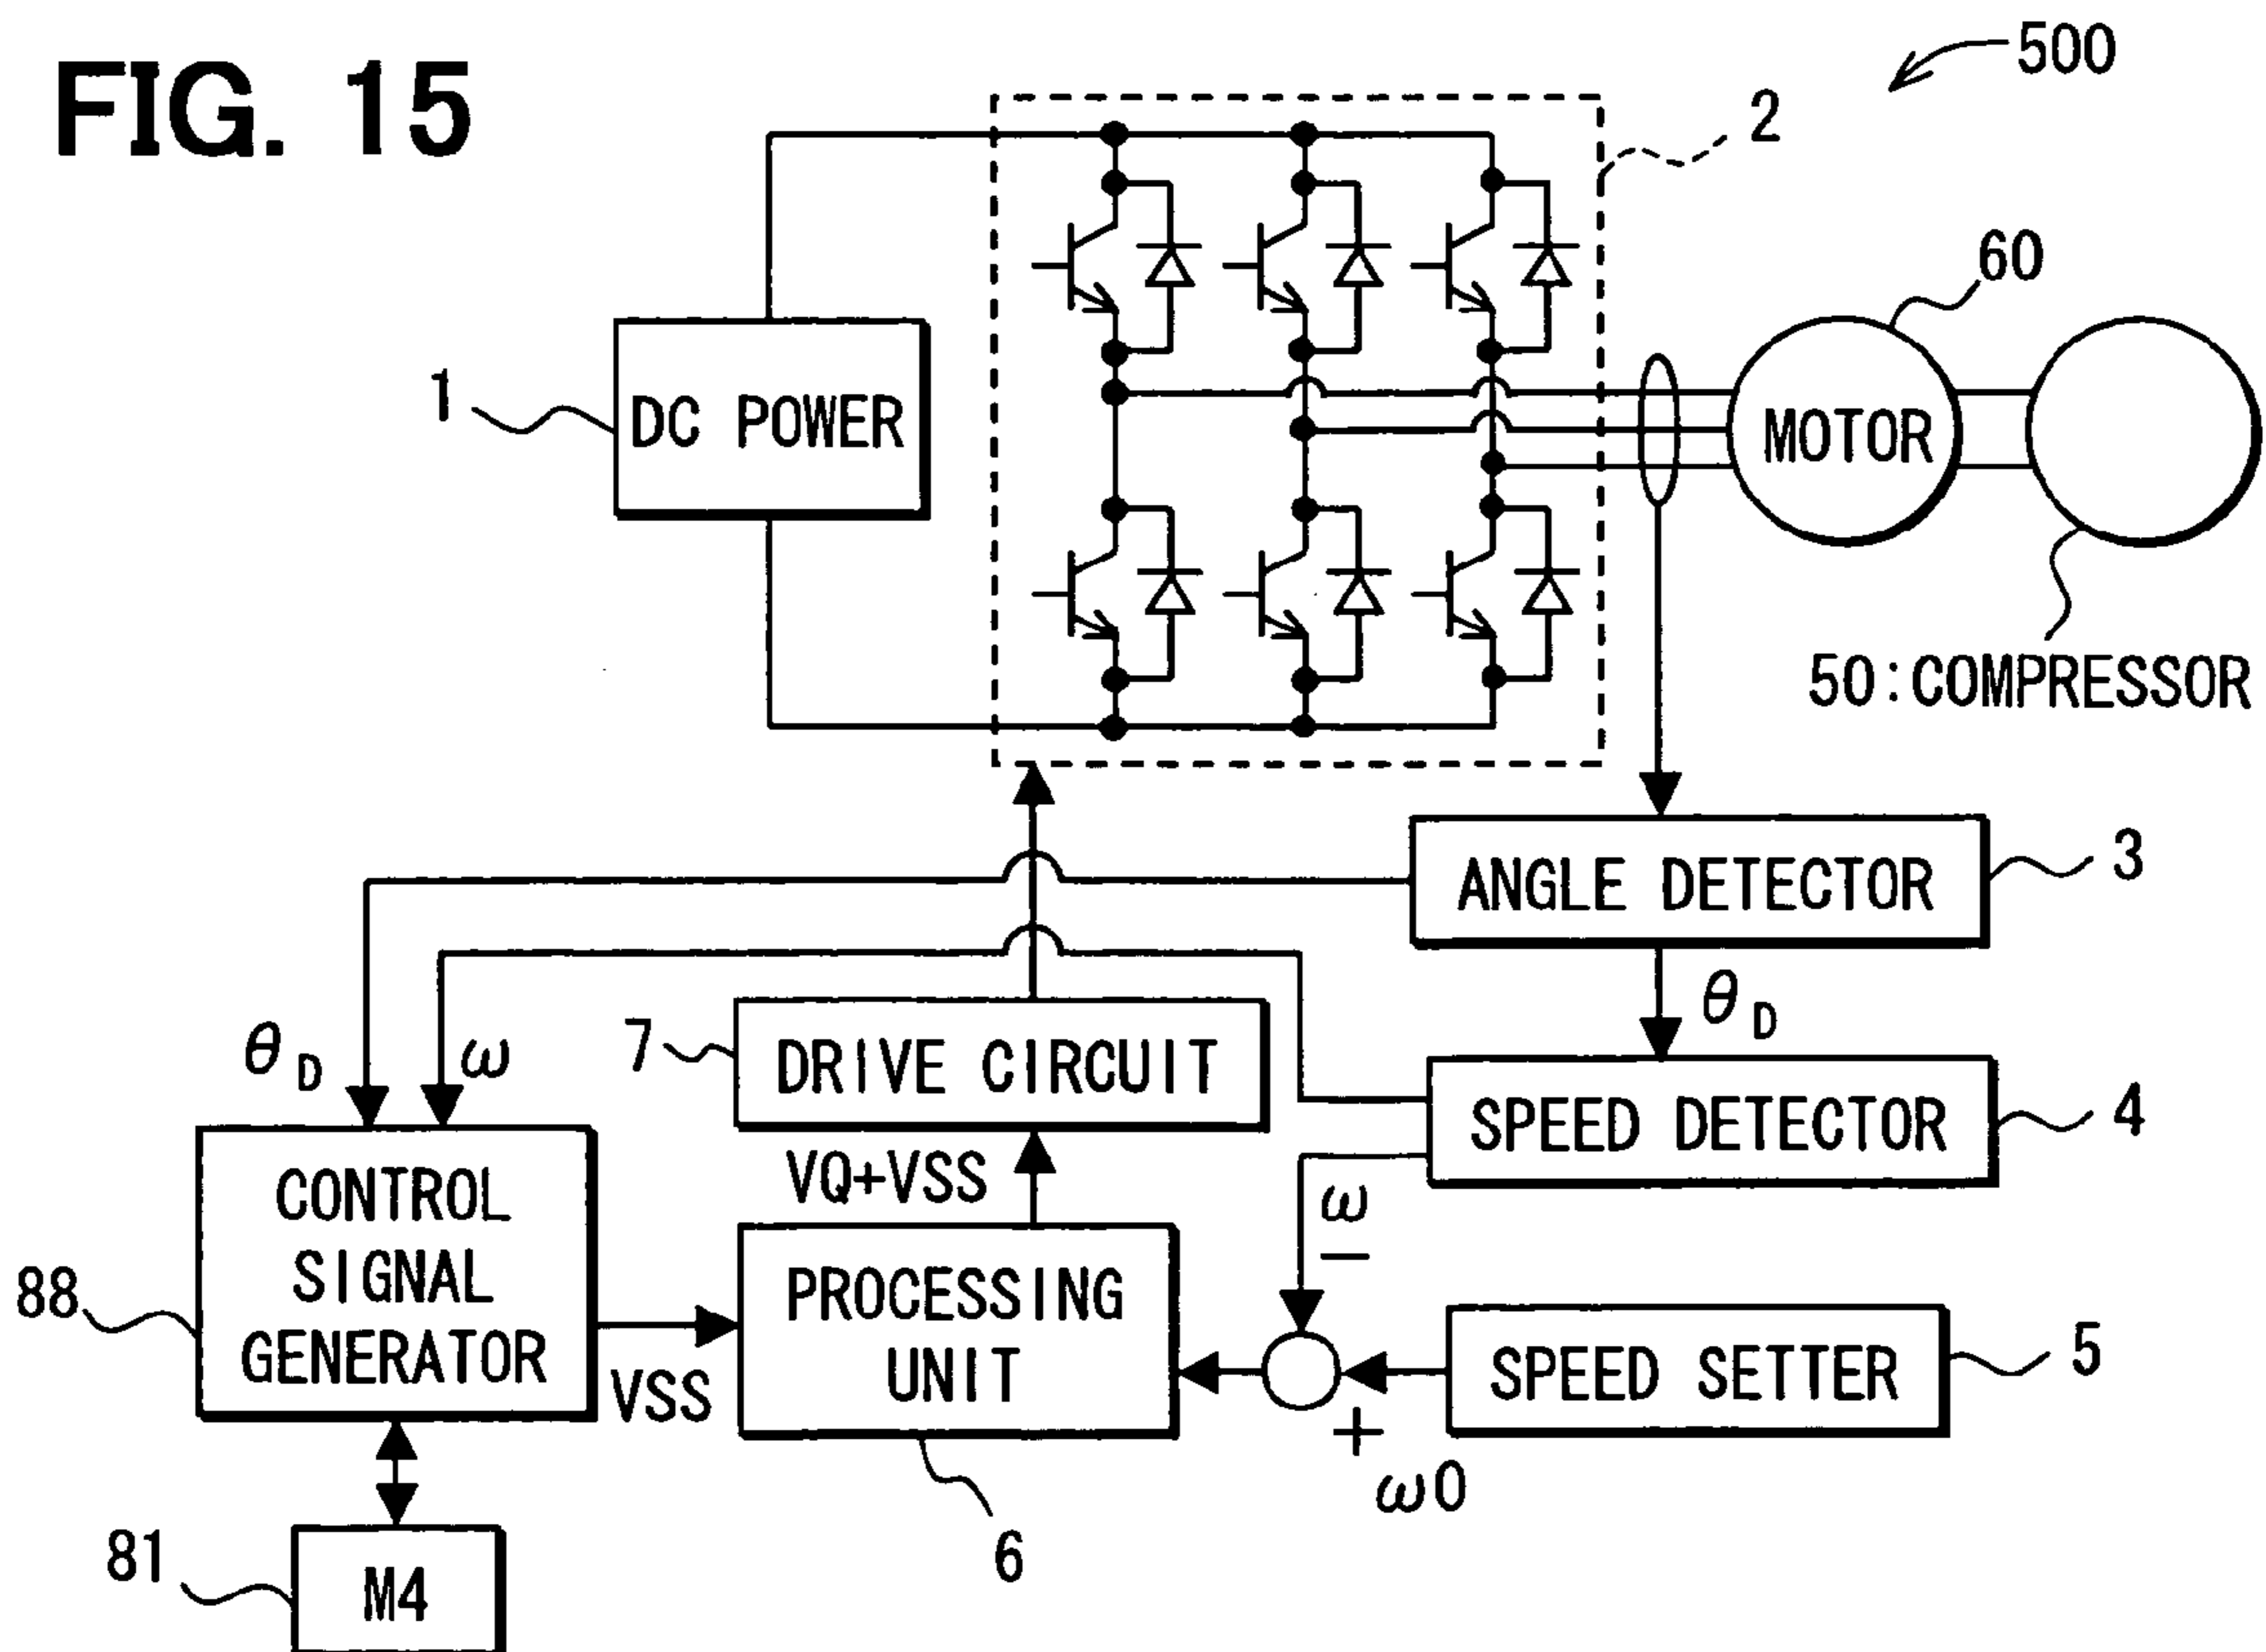 FIG. 15
500
2
60
1
DC POWER
MOTOR
50:COMPRESSOR
3
ANGLE DETECTOR
θD
θD
ω
7
DRIVE CIRCUIT
SPEED DETECTOR
4
VQ+VSS
ω
−
CONTROL
SIGNAL
GENERATOR
88
VSS
PROCESSING
UNIT
6
SPEED SETTER
5
+
ω0
81
M4